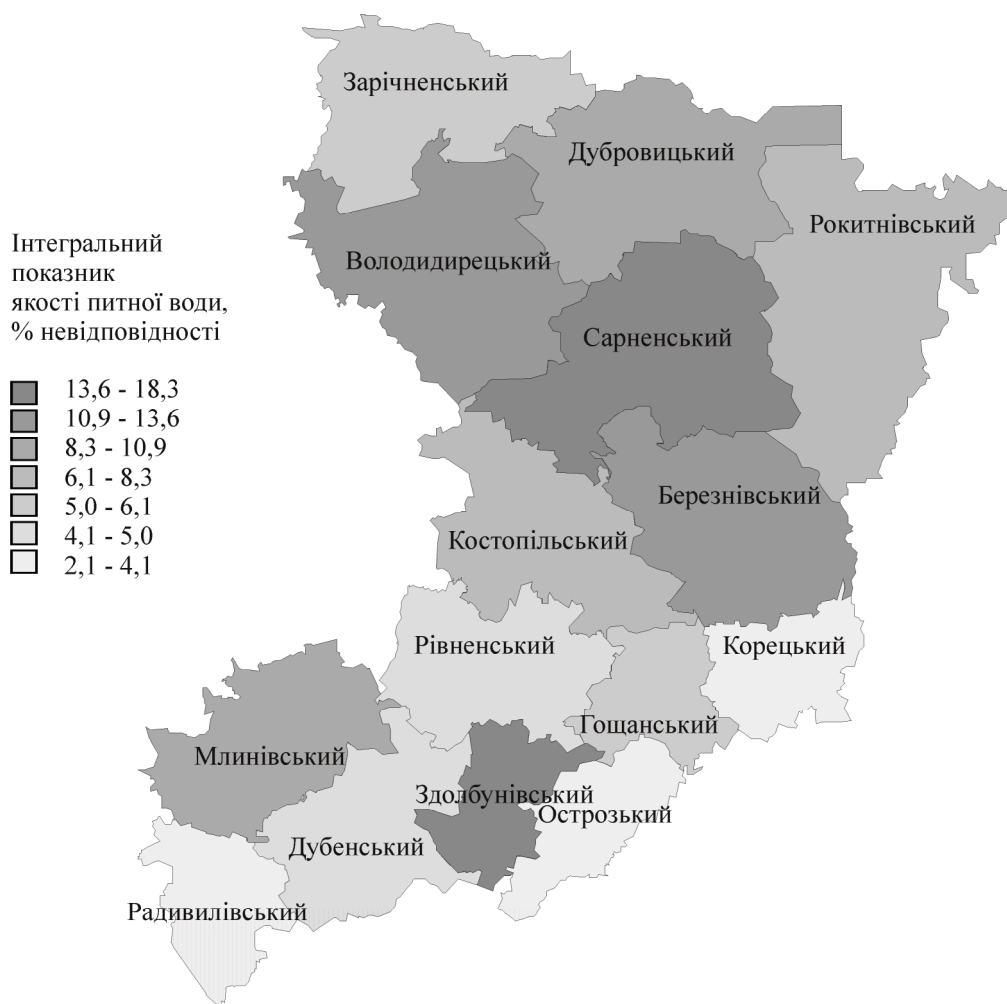 Зарічненський
Дубровицький
Рокитнівський
Інтегральний
показник
якості питної води,
% невідповідності
Володидирецький
Сарненський
13,6 - 18,3
10,9 - 13,6
8,3 - 10,9
6,1 - 8,3
5,0 - 6,1
4,1 - 5,0
2,1 - 4,1
Березнівський
Костопільський
Рівненський
Корецький
Гощанський
Млинівський
Здолбунівський
Острозький
Дубенський
Радивилівський